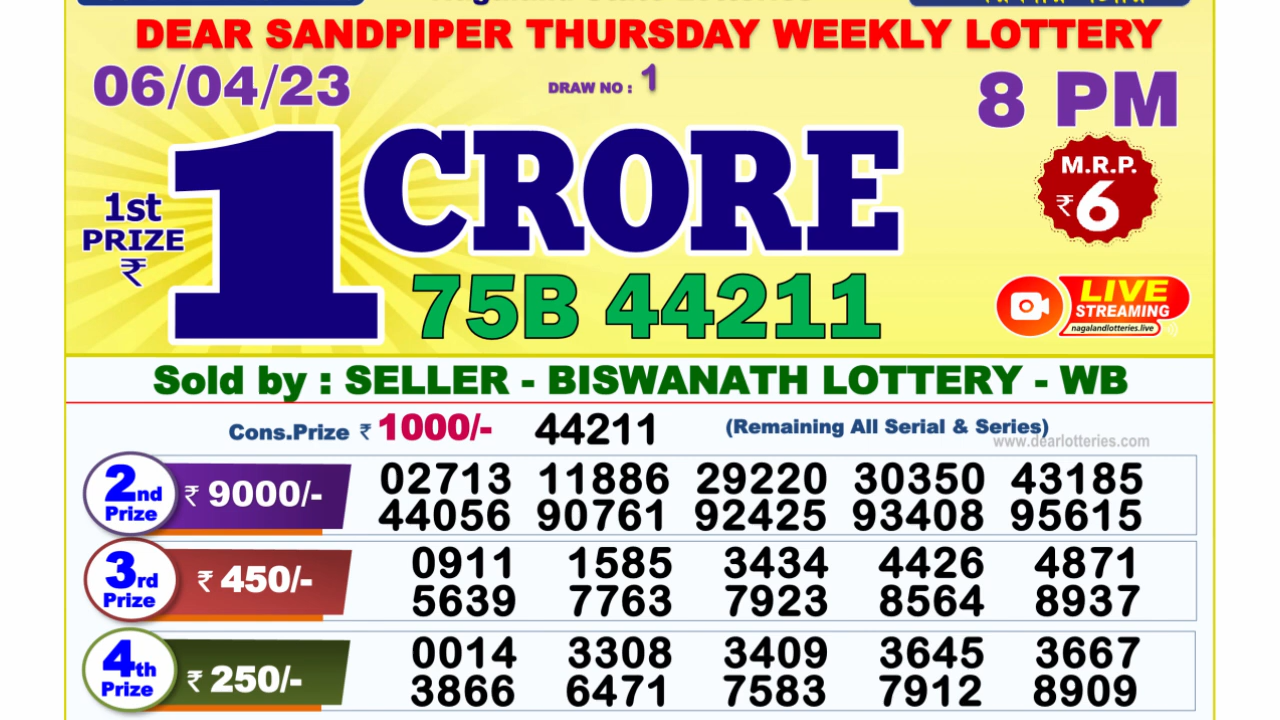 DEAR SANDPIPER THURSDAY WEEKLY LOTTERY
06/04/23
DRAW NO : 1
8 PM
1st PRIZE ₹ 1 CRORE
M.R.P. ₹6
75B 44211
LIVE STREAMING
nagalandlotteries.live
Sold by : SELLER - BISWANATH LOTTERY - WB
Cons.Prize ₹ 1000/- 44211 (Remaining All Serial & Series)
www.dearlotteries.com
2nd Prize ₹ 9000/-
02713 11886 29220 30350 43185
44056 90761 92425 93408 95615
3rd Prize ₹ 450/-
0911 1585 3434 4426 4871
5639 7763 7923 8564 8937
4th Prize ₹ 250/-
0014 3308 3409 3645 3667
3866 6471 7583 7912 8909